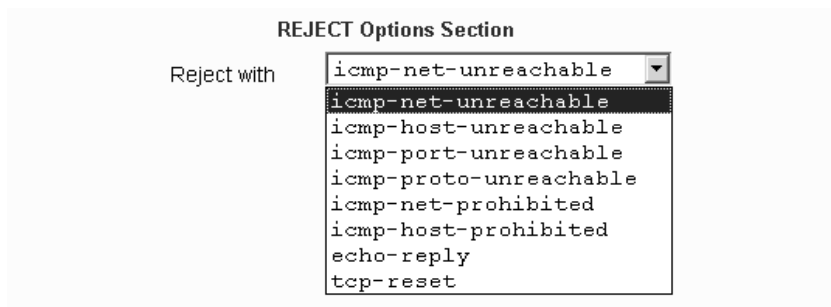 REJECT Options Section
Reject with icmp-net-unreachable
icmp-net-unreachable
icmp-host-unreachable
icmp-port-unreachable
icmp-proto-unreachable
icmp-net-prohibited
icmp-host-prohibited
echo-reply
tcp-reset